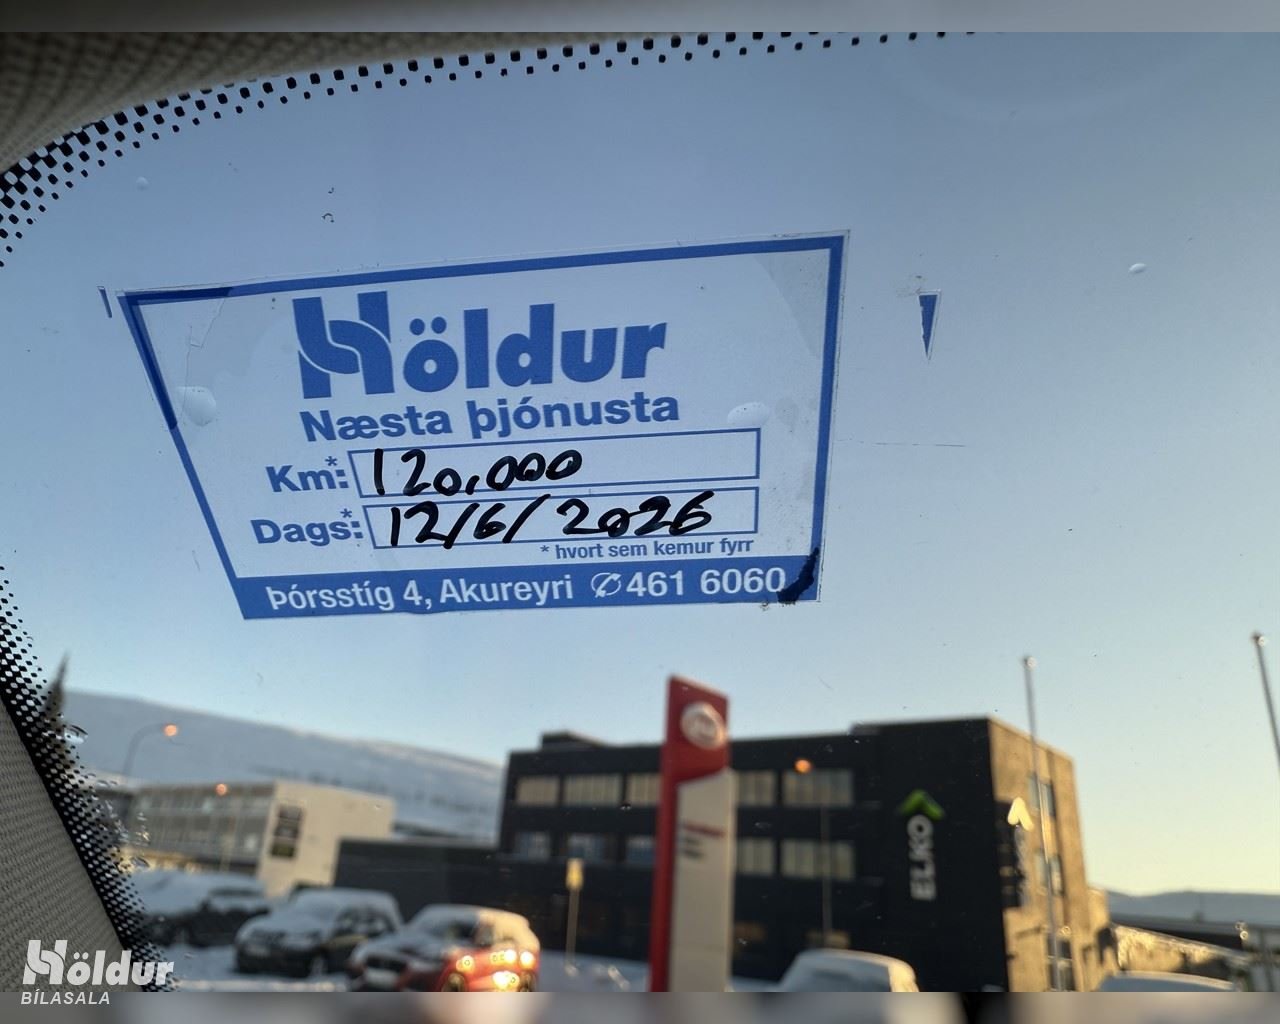 Höldur
Næsta þjónusta
Km*: 120,000
Dags*: 12/6/2026
* hvort sem kemur fyrr
Þórsstíg 4, Akureyri ✆ 461 6060
ELKO
Höldur
BÍLASALA